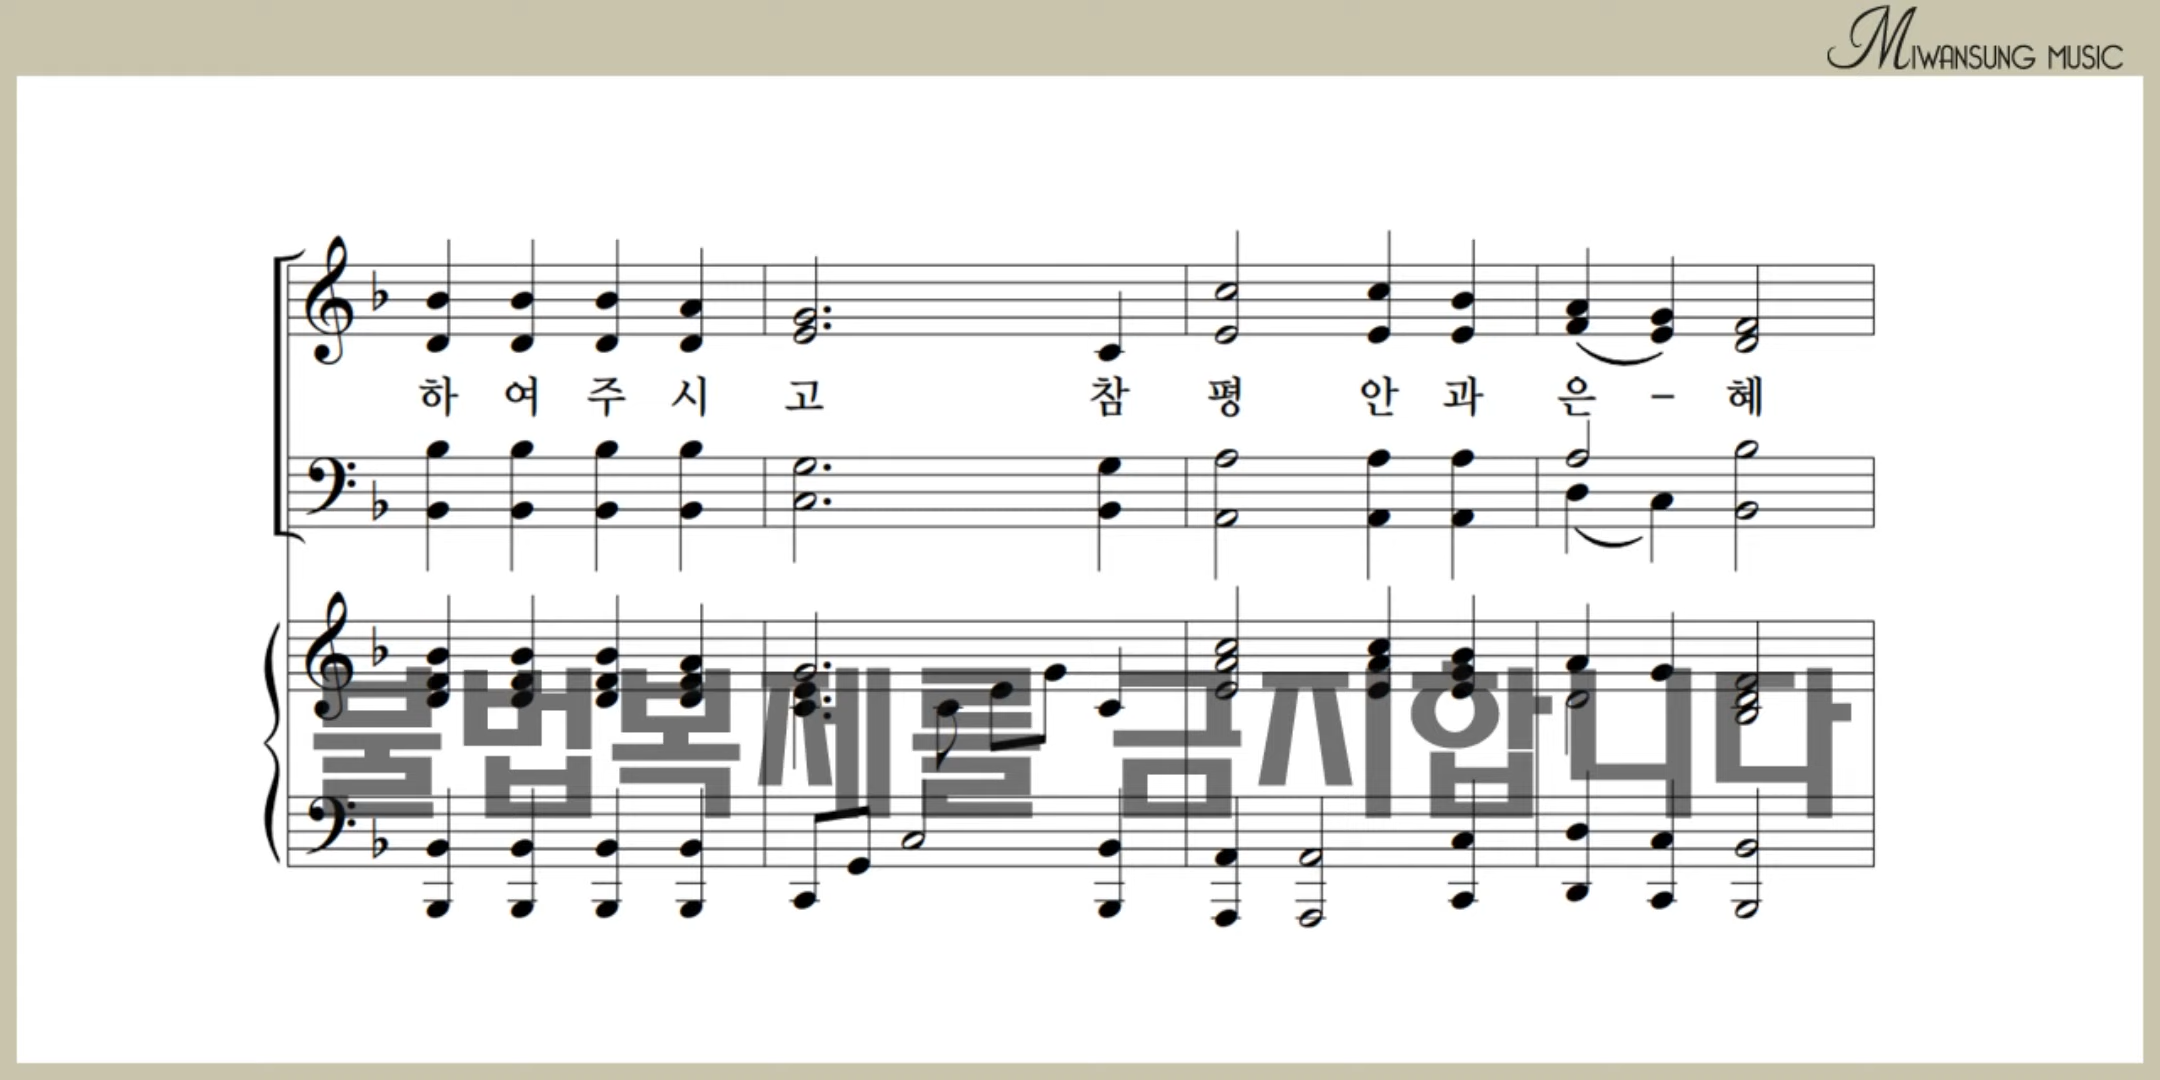 MIWANSUNG MUSIC
하 여 주 시 고 참 평 안 과 은 - 혜
불법복제를 금지합니다